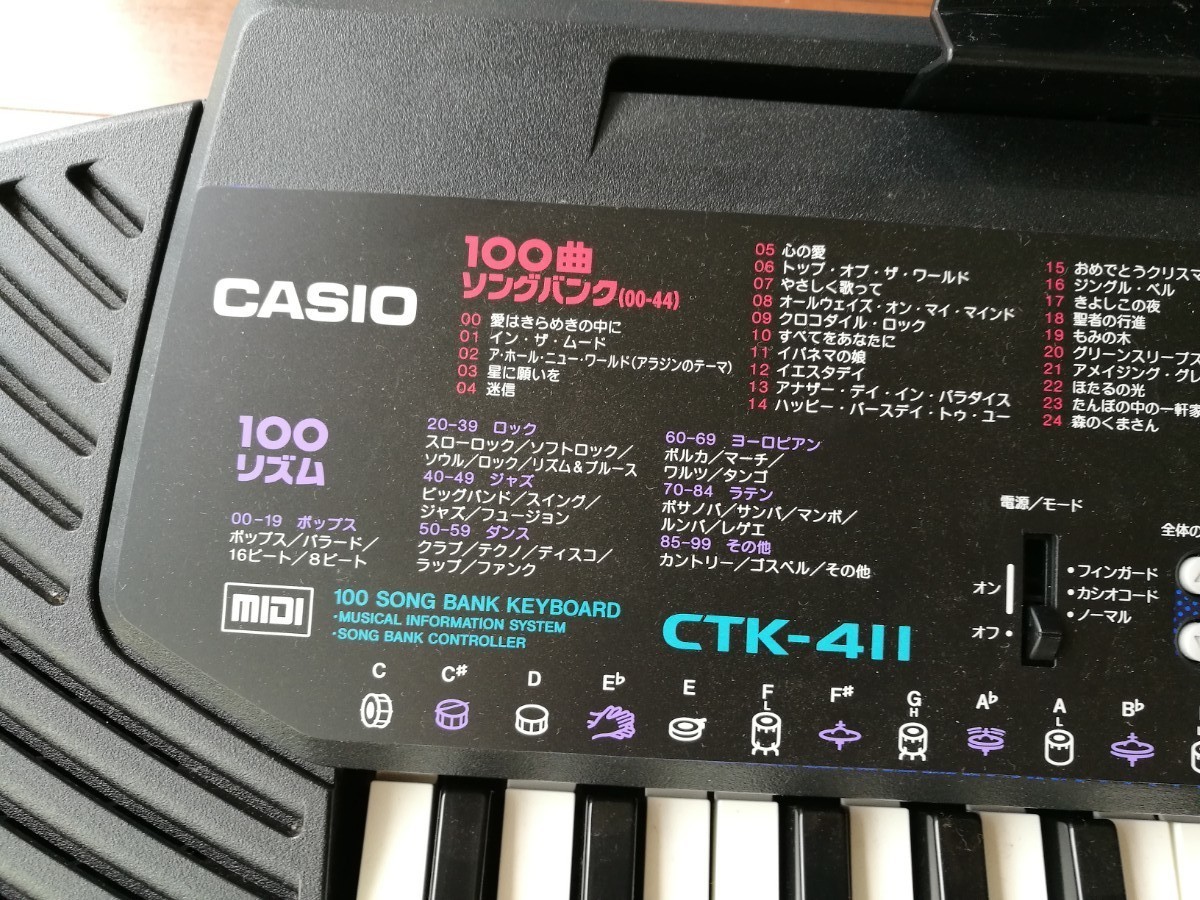 CASIO
100曲
ソングバンク(00-44)
00 愛はきらめきの中に
01 イン・ザ・ムード
02 ア・ホール・ニュー・ワールド(アラジンのテーマ)
03 星に願いを
04 迷信
05 心の愛
06 トップ・オブ・ザ・ワールド
07 やさしく歌って
08 オールウェイズ・オン・マイ・マインド
09 クロコダイル・ロック
10 すべてをあなたに
11 イパネマの娘
12 イエスタデイ
13 アナザー・デイ・イン・パラダイス
14 ハッピー・バースデイ・トゥ・ユー
15 おめでとうクリスマ
16 ジングル・ベル
17 きよしこの夜
18 聖者の行進
19 もみの木
20 グリーンスリーブス
21 アメイジング・グレ
22 ほたるの光
23 たんぼの中の一軒家
24 森のくまさん
100
リズム
00-19 ポップス
ポップス/バラード/
16ビート/8ビート
20-39 ロック
スローロック/ソフトロック/
ソウル/ロック/リズム&ブルース
40-49 ジャズ
ビッグバンド/スイング/
ジャズ/フュージョン
50-59 ダンス
クラブ/テクノ/ディスコ/
ラップ/ファンク
60-69 ヨーロピアン
ポルカ/マーチ/
ワルツ/タンゴ
70-84 ラテン
ボサノバ/サンバ/マンボ/
ルンバ/レゲエ
85-99 その他
カントリー/ゴスペル/その他
電源/モード
オン
オフ
•フィンガード
•カシオコード
•ノーマル
全体の
MIDI
100 SONG BANK KEYBOARD
•MUSICAL INFORMATION SYSTEM
•SONG BANK CONTROLLER
CTK-411
C C♯ D E♭ E F F♯ G A♭ A B♭
L H L